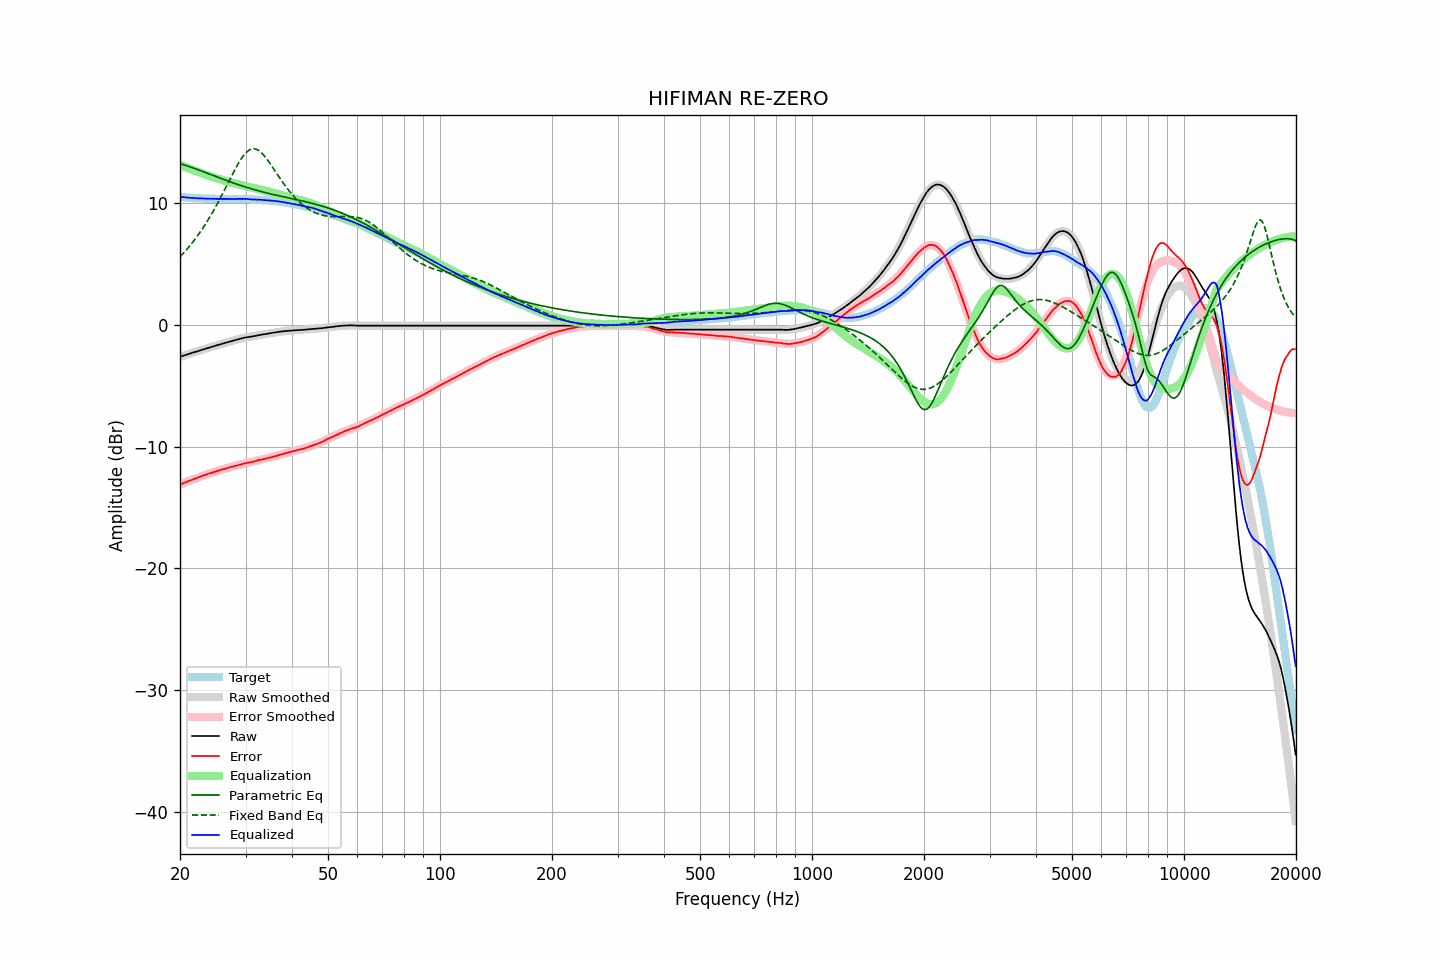 HIFIMAN RE-ZERO
Amplitude (dBr)
10
0
−10
−20
−30
−40
Target
Raw Smoothed
Error Smoothed
Raw
Error
Equalization
Parametric Eq
Fixed Band Eq
Equalized
20 50 100 200 500 1000 2000 5000 10000 20000
Frequency (Hz)